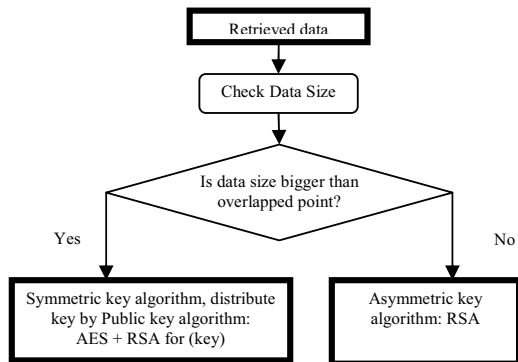 Retrieved data
Check Data Size
Is data size bigger than
overlapped point?
Yes
No
Symmetric key algorithm, distribute
key by Public key algorithm:
AES + RSA for (key)
Asymmetric key
algorithm: RSA